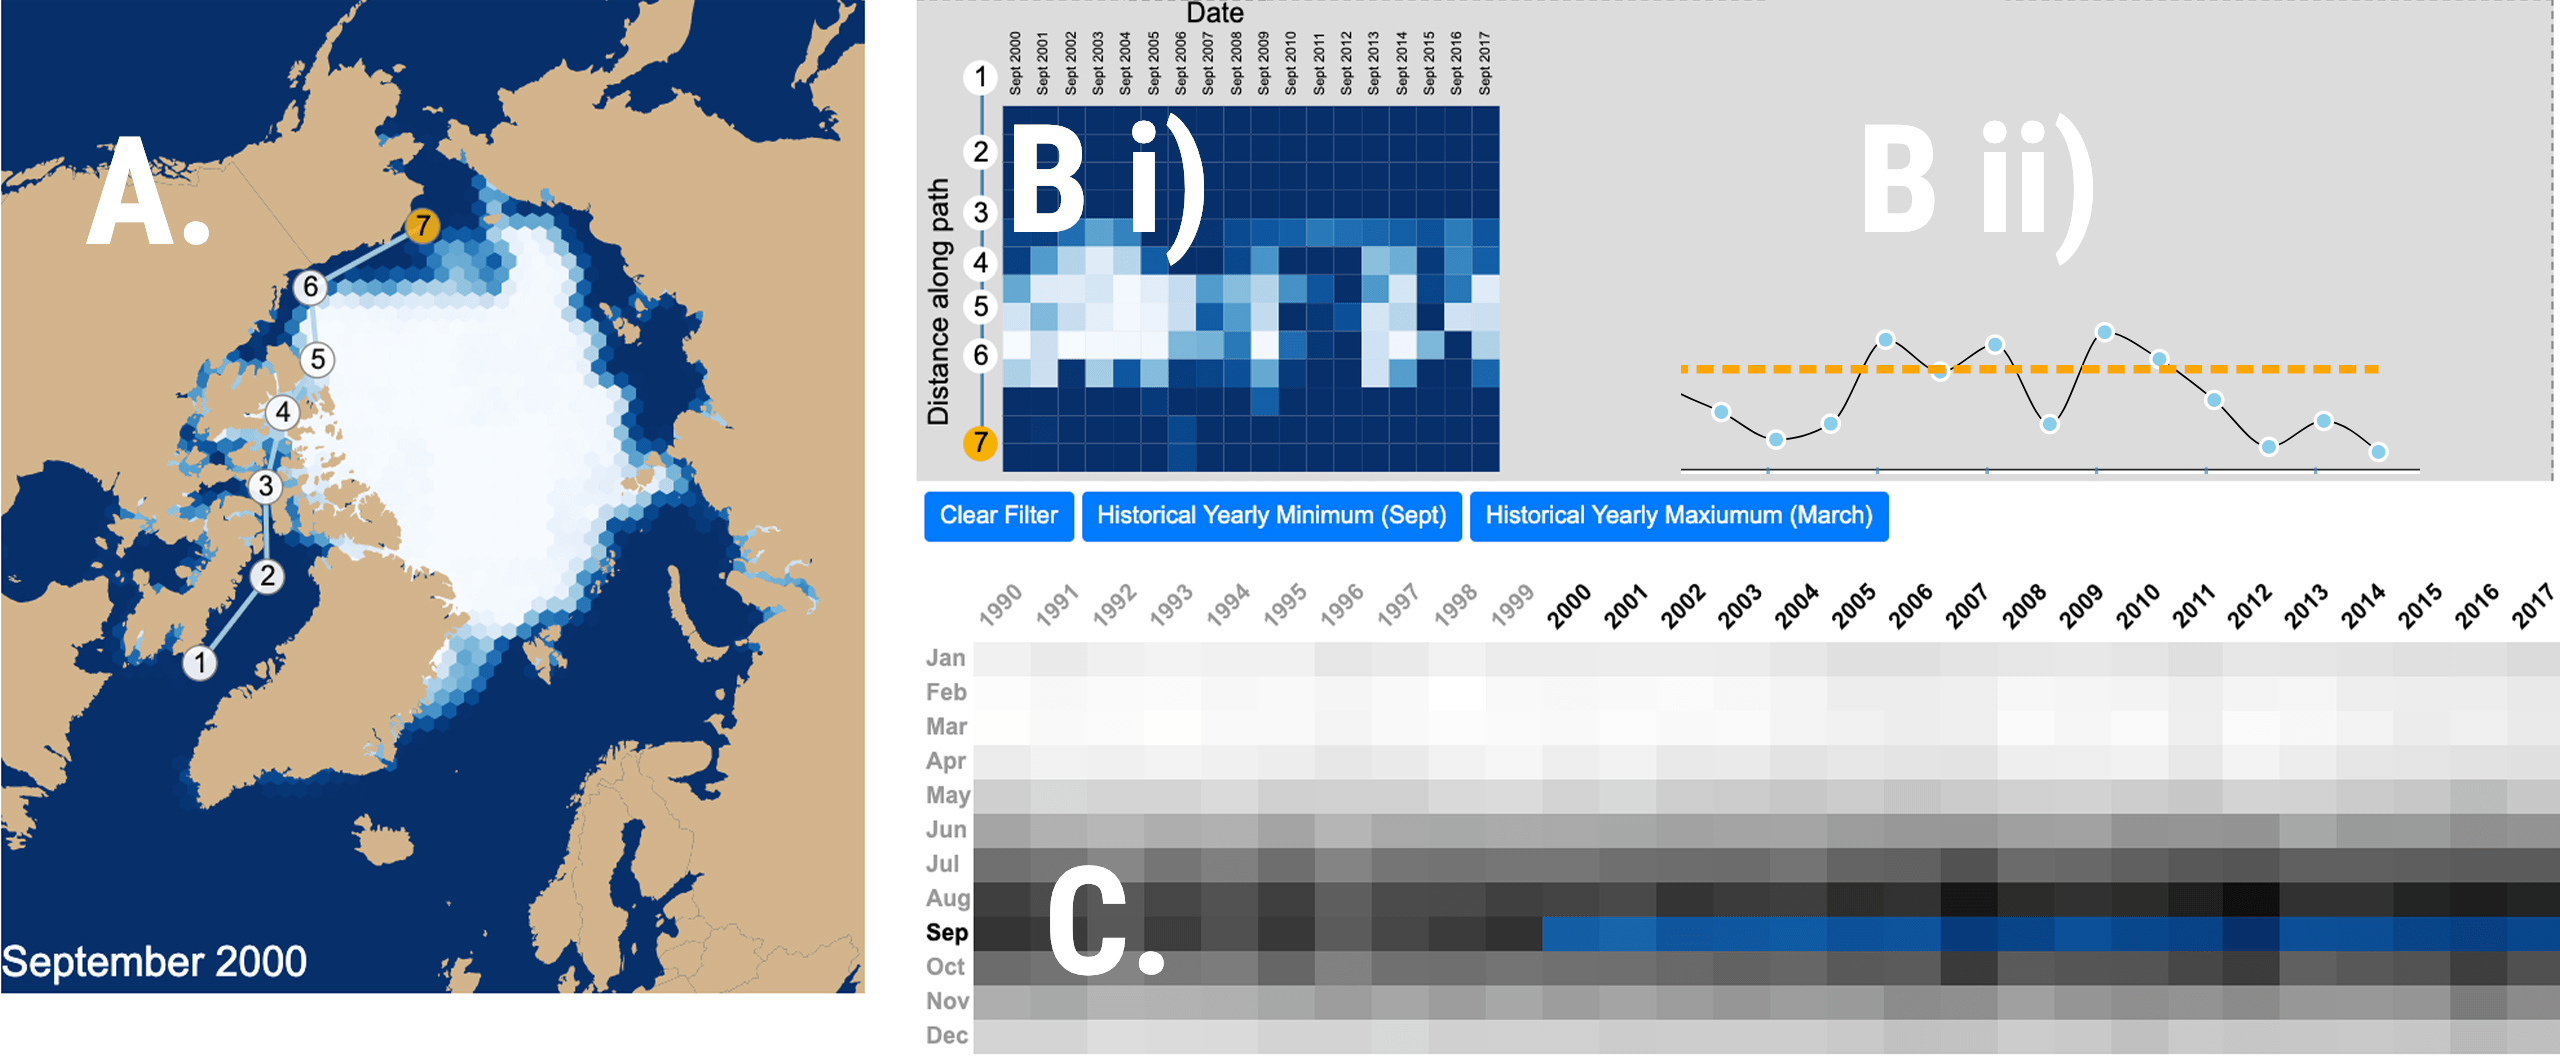 A.
7
6
5
4
3
2
1
September 2000
Date
Sept 2000
Sept 2001
Sept 2002
Sept 2003
Sept 2004
Sept 2005
Sept 2006
Sept 2007
Sept 2008
Sept 2009
Sept 2010
Sept 2011
Sept 2012
Sept 2013
Sept 2014
Sept 2015
Sept 2016
Sept 2017
Distance along path
1
2
3
4
5
6
7
B i)
B ii)
Clear Filter
Historical Yearly Minimum (Sept)
Historical Yearly Maxiumum (March)
1990 1991 1992 1993 1994 1995 1996 1997 1998 1999 2000 2001 2002 2003 2004 2005 2006 2007 2008 2009 2010 2011 2012 2013 2014 2015 2016 2017
Jan
Feb
Mar
Apr
May
Jun
Jul
Aug
Sep
Oct
Nov
Dec
C.